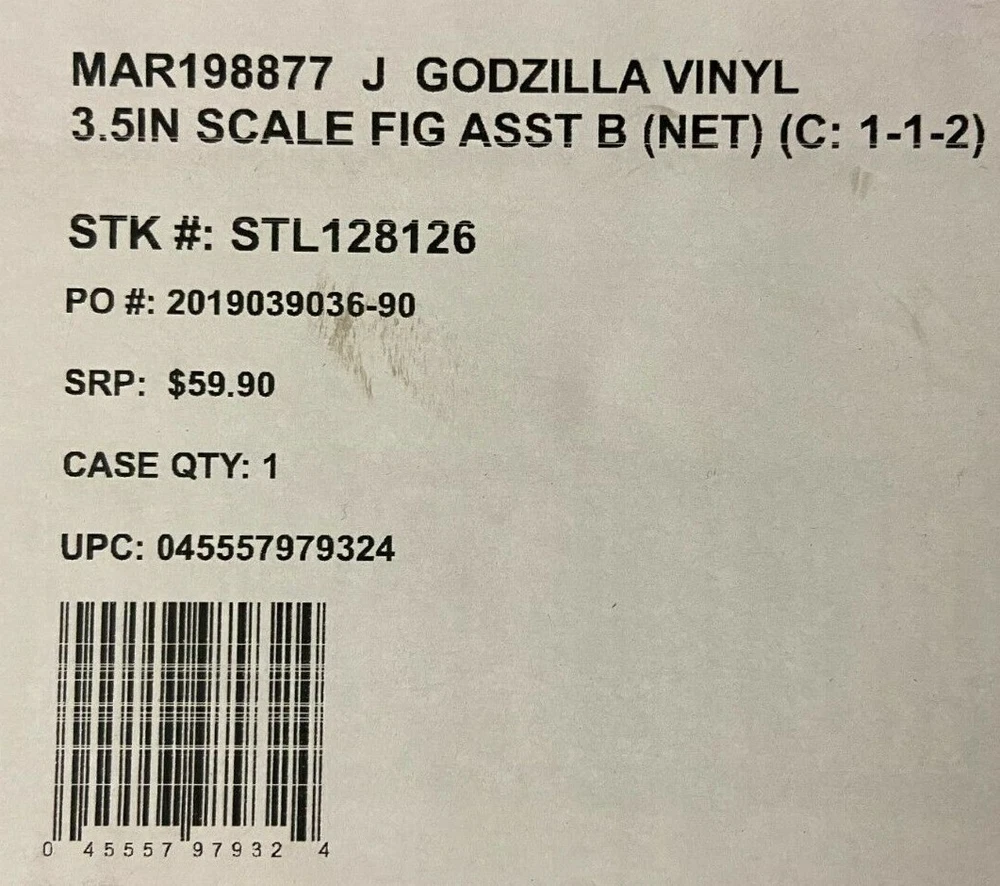 MAR198877 J GODZILLA VINYL
3.5IN SCALE FIG ASST B (NET) (C: 1-1-2)
STK #: STL128126
PO #: 2019039036-90
SRP: $59.90
CASE QTY: 1
UPC: 045557979324
0 45557 97932 4